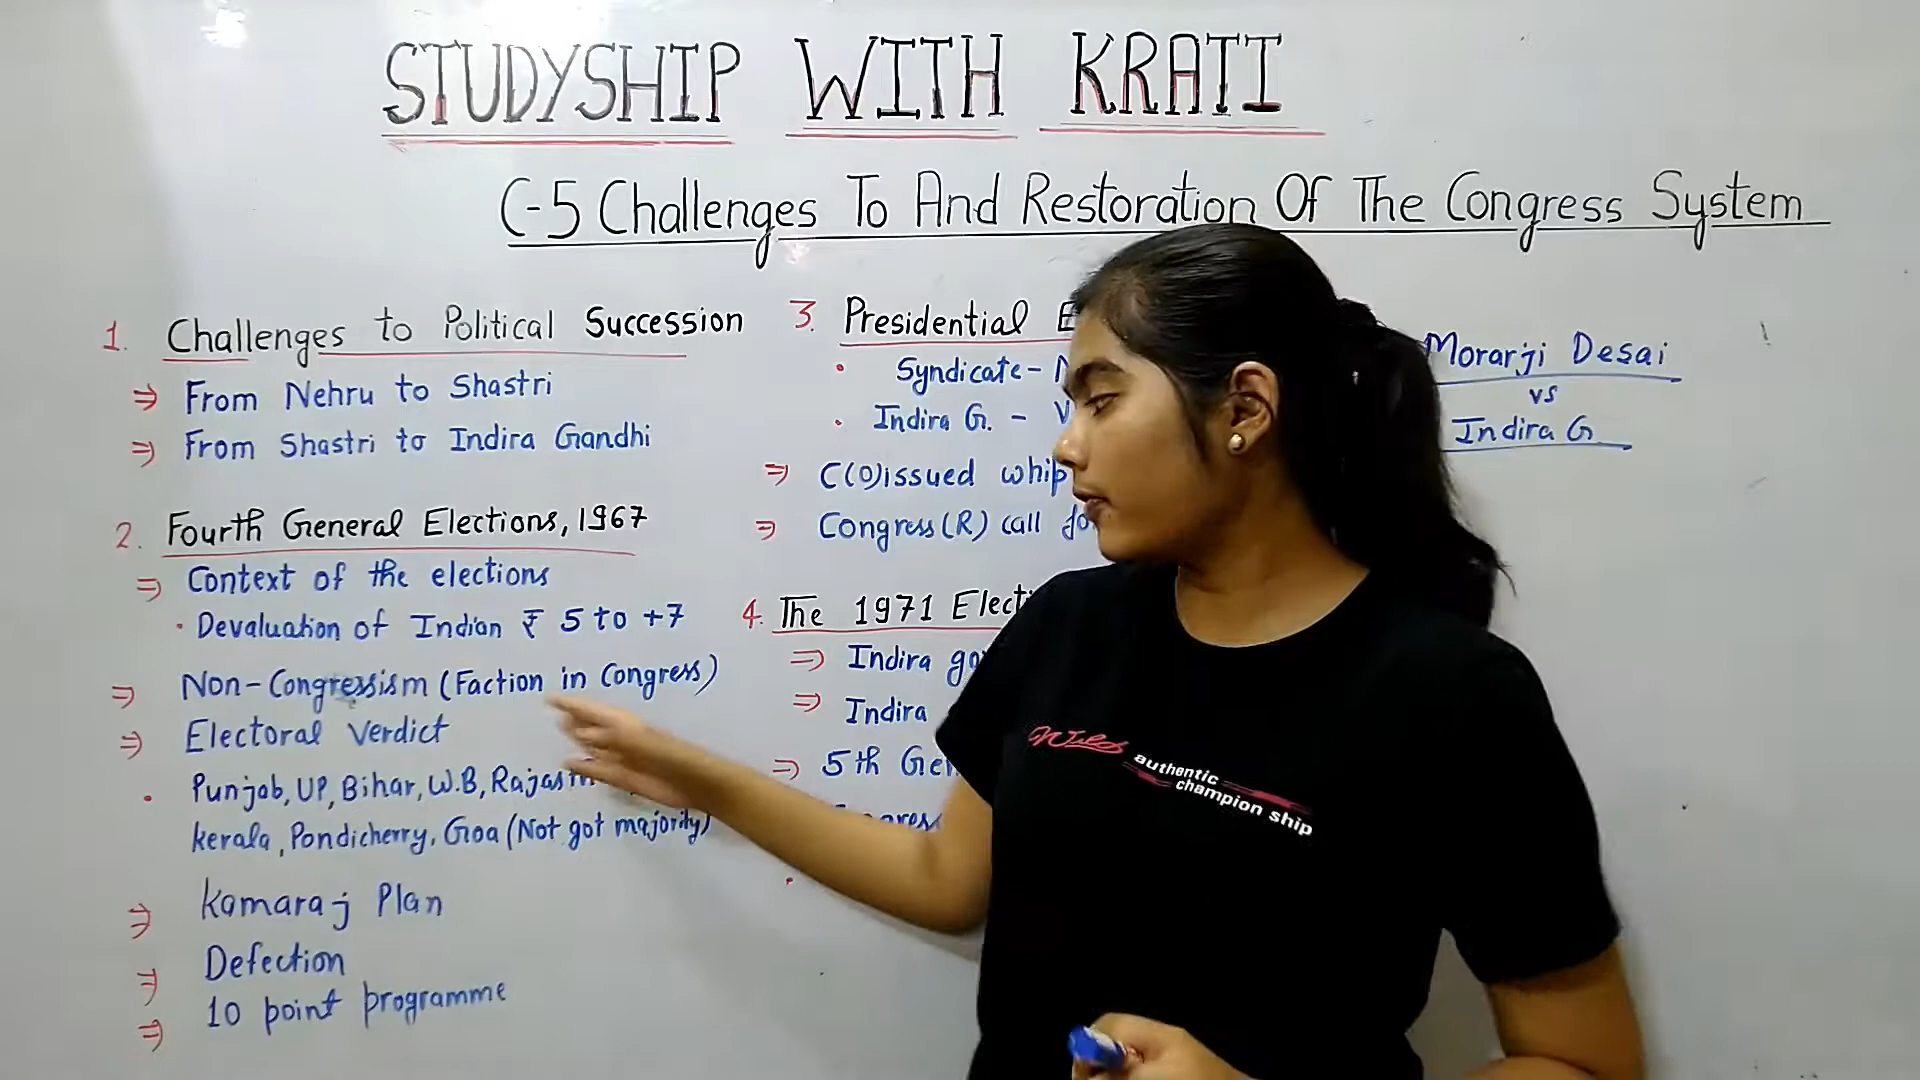 STUDYSHIP WITH KRATI
C-5 Challenges To And Restoration Of The Congress System
1. Challenges to Political Succession
⇒ From Nehru to Shastri
⇒ From Shastri to Indira Gandhi
2. Fourth General Elections, 1967
⇒ Context of the elections
• Devaluation of Indian ₹ 5 to +7
⇒ Non-Congressism (Faction in Congress)
⇒ Electoral Verdict
• Punjab, UP, Bihar, W.B,
Kerala, Pondicherry, Goa (Not got majority)
⇒ Kamaraj Plan
⇒ Defection
⇒ 10 point programme
3. Presidential
• Syndicate-
• Indira G. -
⇒ C(O)issued whip
⇒ Congress(R) call
4. The 1971
⇒ Indira
⇒ Indira
⇒ 5th
Morarji Desai
vs
Indira G
Wild
authentic
champion ship